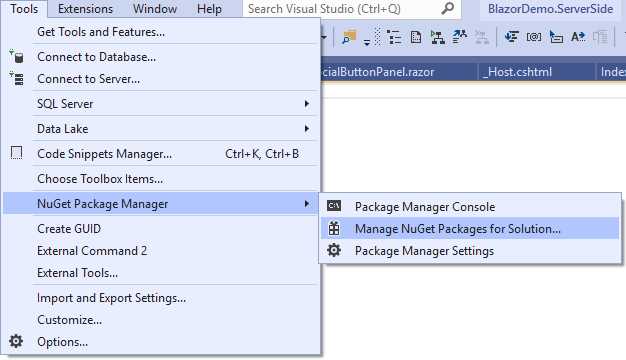 Tools Extensions Window Help Search Visual Studio (Ctrl+Q) BlazorDemo.ServerSide
Get Tools and Features...
Connect to Database...
Connect to Server...
cialButtonPanel.razor _Host.cshtml Index
SQL Server
Data Lake
Code Snippets Manager... Ctrl+K, Ctrl+B
Choose Toolbox Items...
NuGet Package Manager
Package Manager Console
Create GUID
Manage NuGet Packages for Solution...
External Command 2
Package Manager Settings
External Tools...
Import and Export Settings...
Customize...
Options...